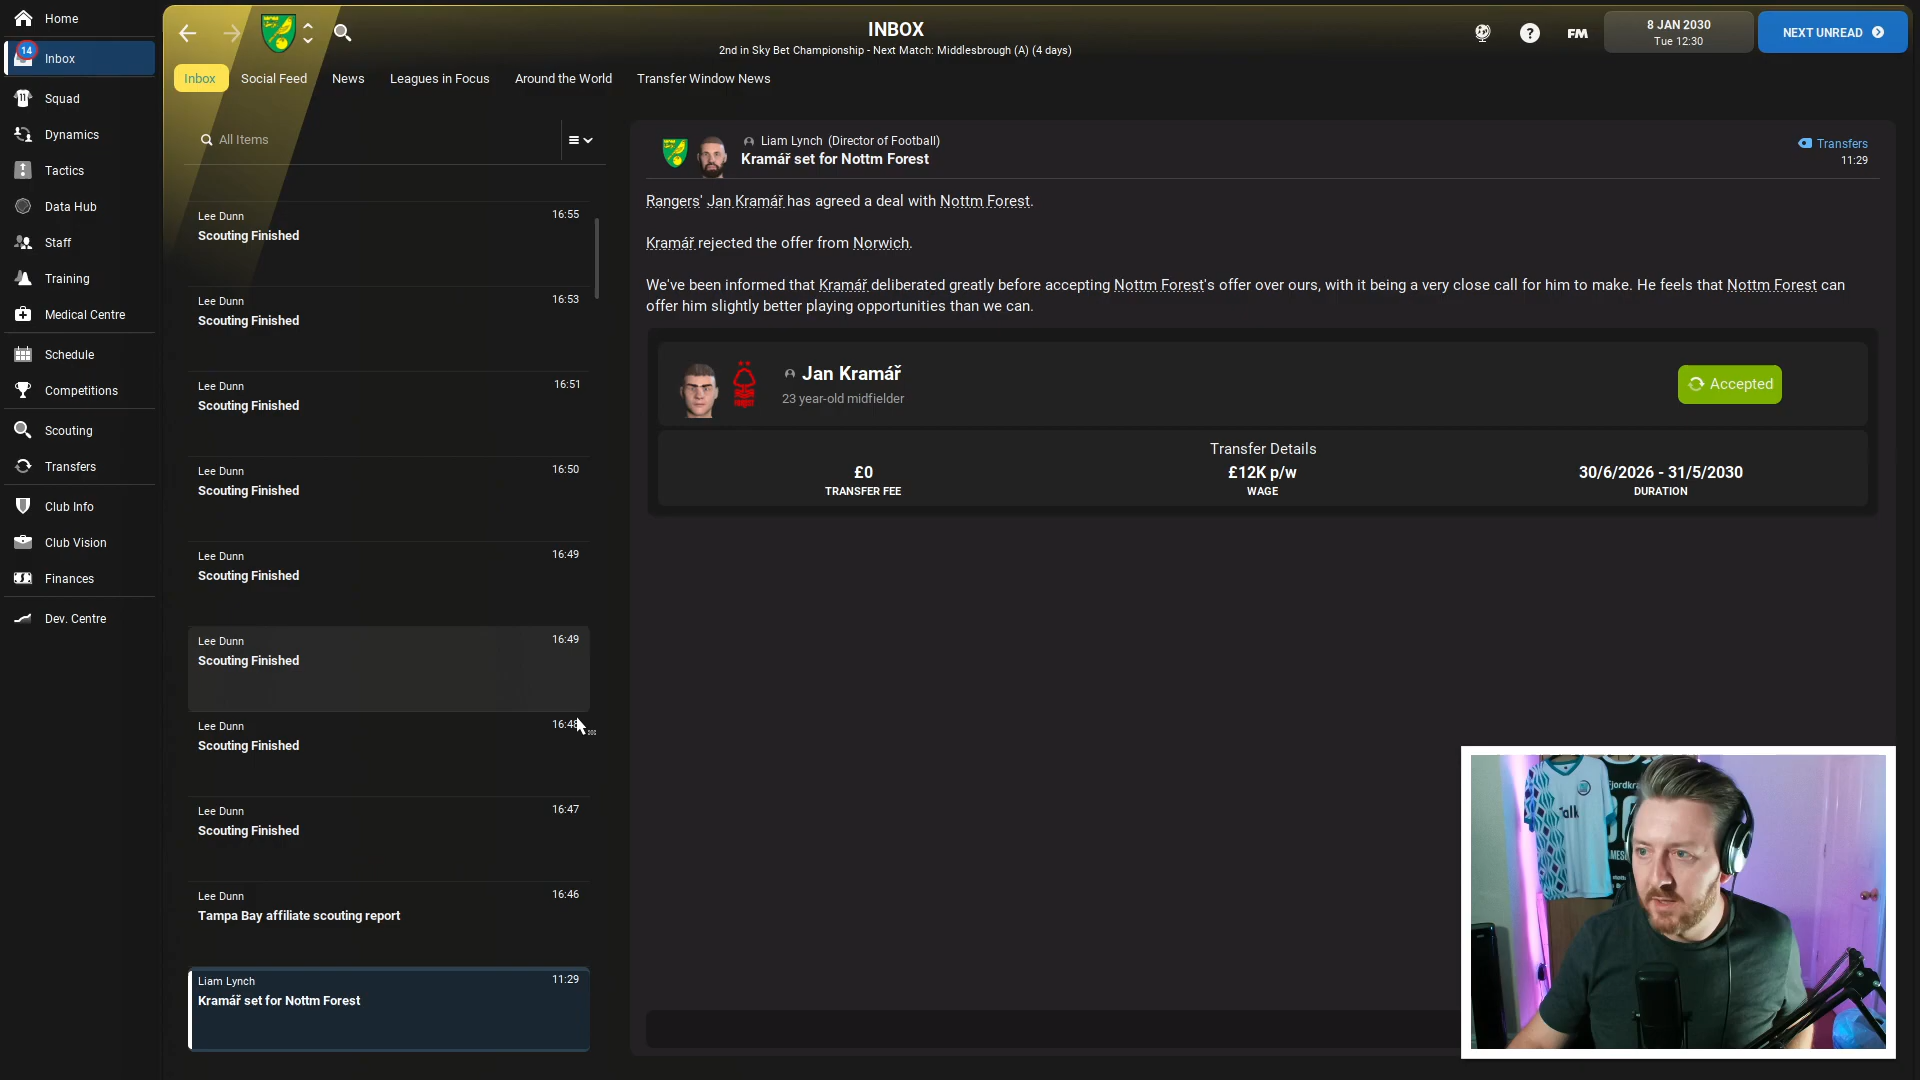 Home
14
Inbox
Squad
Dynamics
Tactics
Data Hub
Staff
Training
Medical Centre
Schedule
Competitions
Scouting
Transfers
Club Info
Club Vision
Finances
Dev. Centre
INBOX
2nd in Sky Bet Championship - Next Match: Middlesbrough (A) (4 days)
FM
8 JAN 2030
Tue 12:30
NEXT UNREAD
Inbox
Social Feed
News
Leagues in Focus
Around the World
Transfer Window News
All Items
Lee Dunn 16:55
Scouting Finished
Lee Dunn 16:53
Scouting Finished
Lee Dunn 16:51
Scouting Finished
Lee Dunn 16:50
Scouting Finished
Lee Dunn 16:49
Scouting Finished
Lee Dunn 16:49
Scouting Finished
Lee Dunn 16:48
Scouting Finished
Lee Dunn 16:47
Scouting Finished
Lee Dunn 16:46
Tampa Bay affiliate scouting report
Liam Lynch 11:29
Kramář set for Nottm Forest
Liam Lynch (Director of Football)
Kramář set for Nottm Forest
Transfers
11:29
Rangers' Jan Kramář has agreed a deal with Nottm Forest.
Kramář rejected the offer from Norwich.
We've been informed that Kramář deliberated greatly before accepting Nottm Forest's offer over ours, with it being a very close call for him to make. He feels that Nottm Forest can
offer him slightly better playing opportunities than we can.
Jan Kramář
23 year-old midfielder
Accepted
Transfer Details
£0
TRANSFER FEE
£12K p/w
WAGE
30/6/2026 - 31/5/2030
DURATION